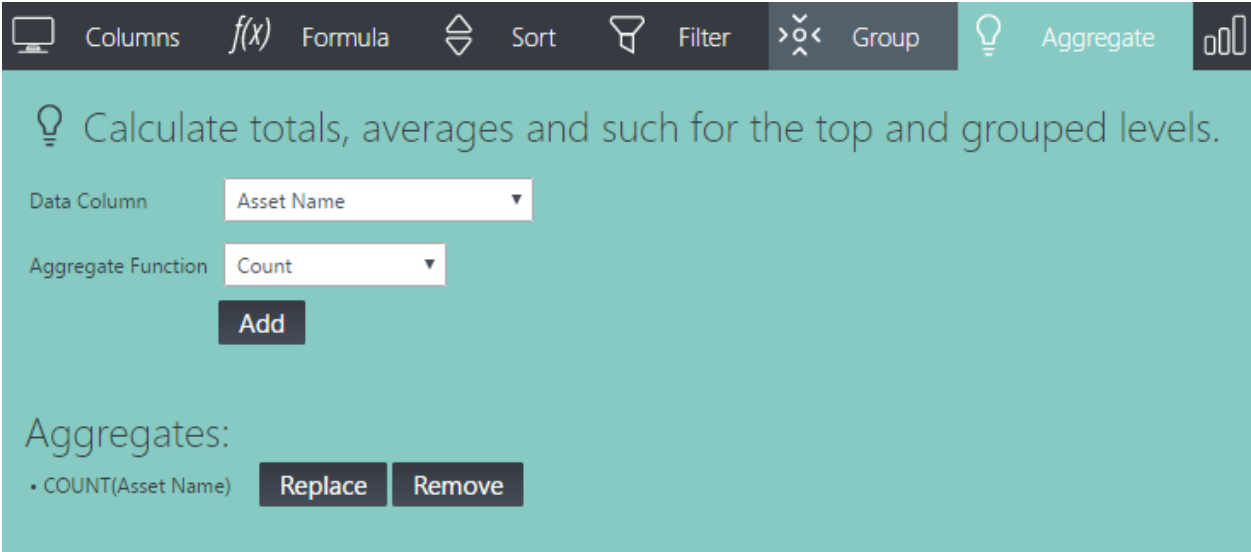 Columns f(x) Formula Sort Filter Group Aggregate
Calculate totals, averages and such for the top and grouped levels.
Data Column Asset Name
Aggregate Function Count
Add
Aggregates:
• COUNT(Asset Name) Replace Remove